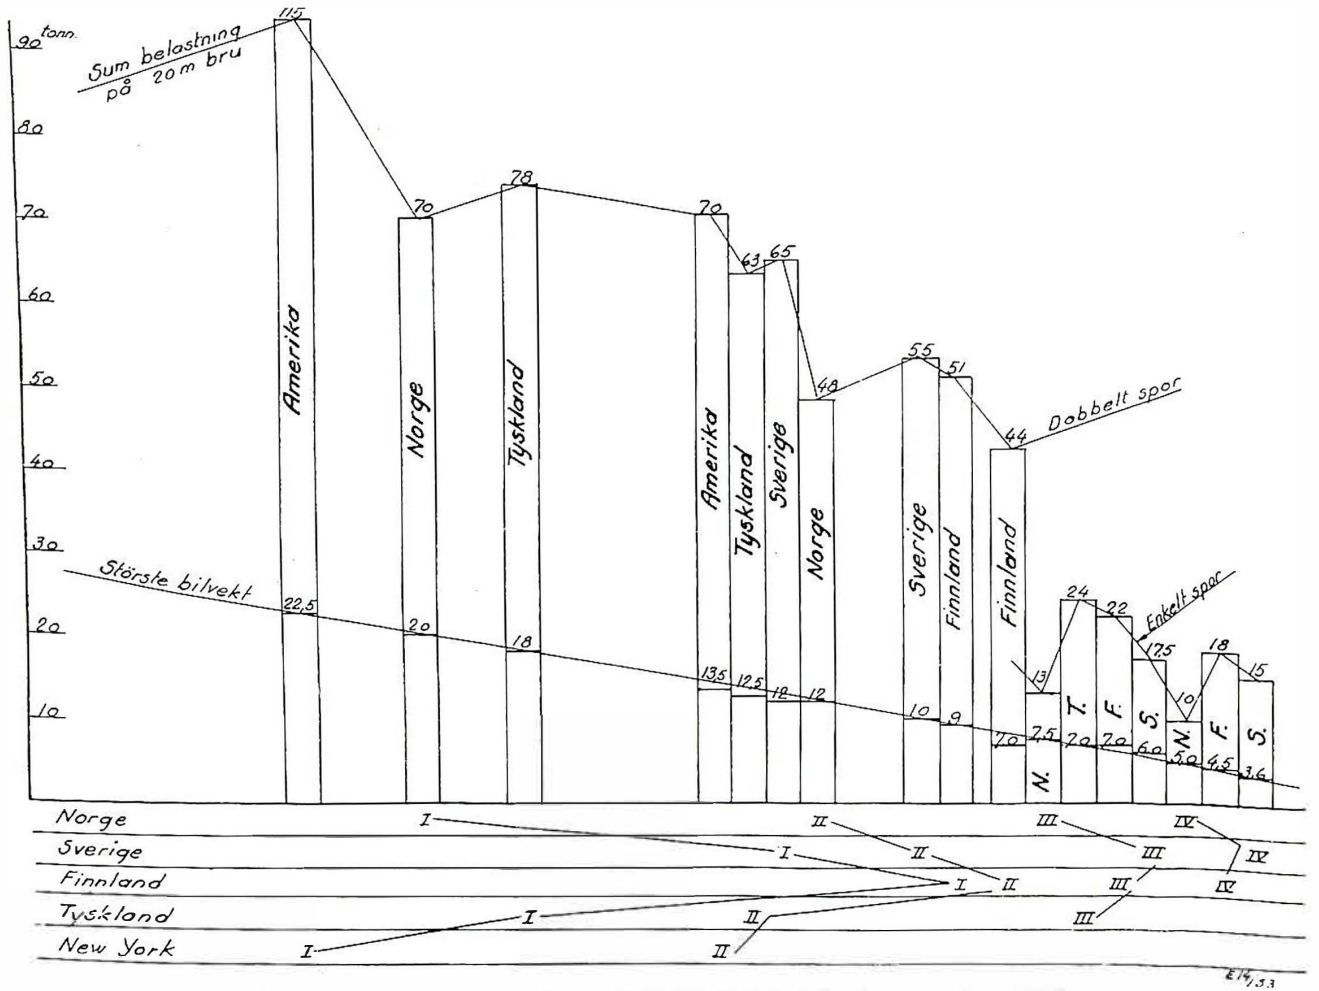 115
90 tonn.
Sum belastning
på 20 m bru
80
78
70
70
70
65
63
60
55
51
50
48
Dobbelt spor
44
40
Amerika
Norge
Tyskland
Amerika
Tyskland
Sverige
Norge
Sverige
Finnland
Finnland
30
Störste bilvekt
22,5
20
20
18
13,5
12,5
12
12
10
10
9
7,0
13
7,5
N.
24
T.
7,0
22
F.
7,0
Enkelt spor
17,5
S.
6,0
10
N.
5,0
18
F.
4,5
15
S.
3,6
Norge I II III IV
Sverige I II III IV
Finnland I II III IV
Tyskland I II III
New York I II
E14/53